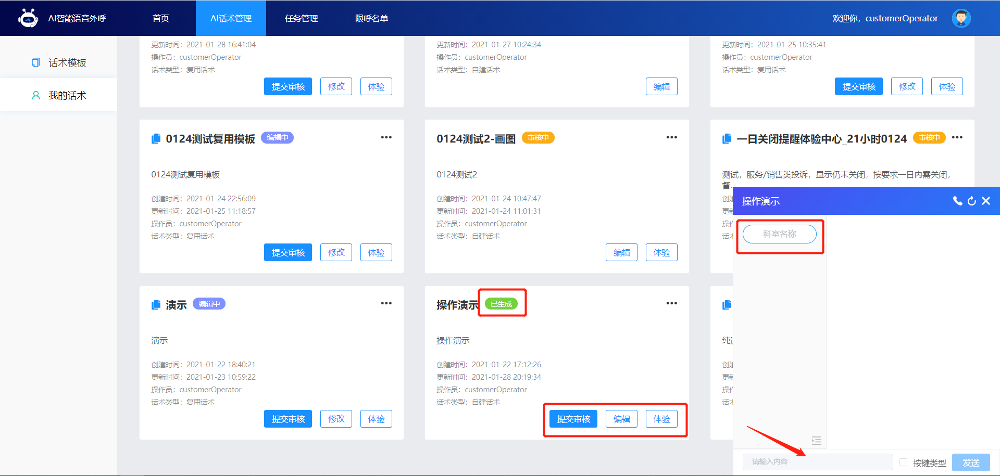 AI智能语音外呼
首页
AI话术管理
任务管理
限呼名单
欢迎你，customerOperator
话术模板
我的话术
更新时间：2021-01-28 16:41:04
操作员：customerOperator
话术类型：复用话术
提交审核 修改 体验
更新时间：2021-01-27 10:24:34
操作员：customerOperator
话术类型：自建话术
编辑
更新时间：2021-01-25 10:35:41
操作员：customerOperator
话术类型：复用话术
提交审核 修改 体验
0124测试复用模板 编辑中
0124测试复用模板
创建时间：2021-01-24 22:56:09
更新时间：2021-01-25 11:18:57
操作员：customerOperator
话术类型：复用话术
提交审核 修改 体验
0124测试2-画图 审核中
0124测试2
创建时间：2021-01-24 10:47:47
更新时间：2021-01-24 11:01:31
操作员：customerOperator
话术类型：自建话术
编辑 体验
一日关闭提醒体验中心_21小时0124 审核中
测试，服务/销售类投诉，显示仍未关闭，按要求一日内需关闭，
督...
创
更
操
话
演示 编辑中
演示
创建时间：2021-01-22 18:40:21
更新时间：2021-01-23 10:59:22
操作员：customerOperator
话术类型：复用话术
提交审核 修改 体验
操作演示 已生成
操作演示
创建时间：2021-01-22 17:12:26
更新时间：2021-01-28 20:19:34
操作员：customerOperator
话术类型：自建话术
提交审核 编辑 体验
纯
创
更
操
话
操作演示
科室名称
请输入内容
按键类型
发送